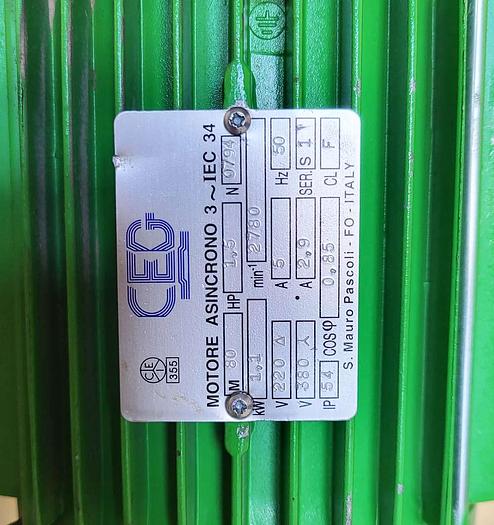 CEG
CEI
355
MOTORE ASINCRONO 3 ~ IEC 34
M 80 HP 1,5 N 0794
kW 1,1 min-1 2780
V 220 Δ A 5 Hz 50
V 380 Y A 2,9 SER. S 1
IP 54 COSφ 0,85 CL F
S. Mauro Pascoli - FO - ITALY